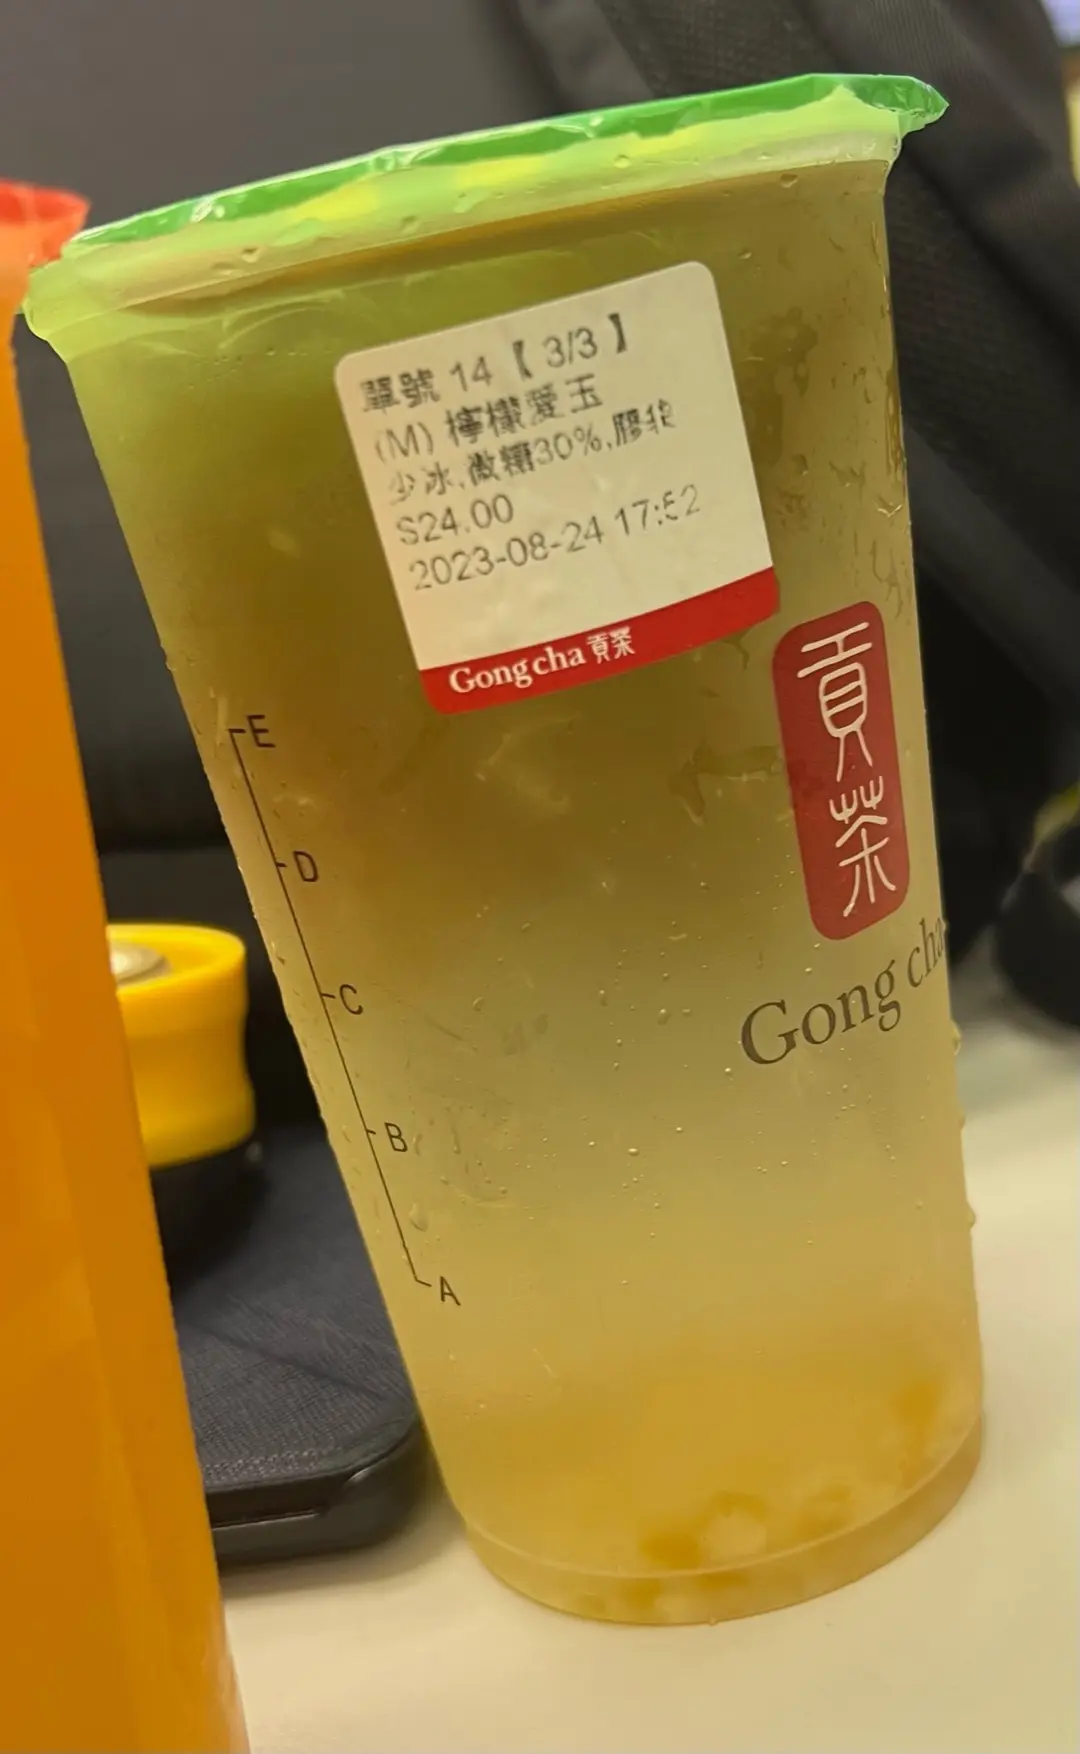 單號 14【 3/3 】
(M) 檸檬愛玉
少冰,微糖30%,膠袋
$24.00
2023-08-24 17:52
Gong cha 貢茶
貢茶
Gong cha
E
D
C
B
A